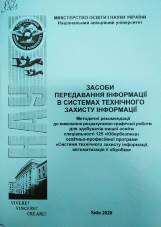 МІНІСТЕРСТВО ОСВІТИ І НАУКИ УКРАЇНИ
Національний авіаційний університет
ЗАСОБИ
ПЕРЕДАВАННЯ ІНФОРМАЦІЇ
В СИСТЕМАХ ТЕХНІЧНОГО
ЗАХИСТУ ІНФОРМАЦІЇ
Методичні рекомендації
до виконання розрахунково-графічної роботи
для здобувачів вищої освіти
спеціальності 125 «Кібербезпека»
освітньо-професійної програми
«Системи технічного захисту інформації,
автоматизація її обробки»
НАУ
VIVERE!
VINCERE!
CREARE!
Київ 2020